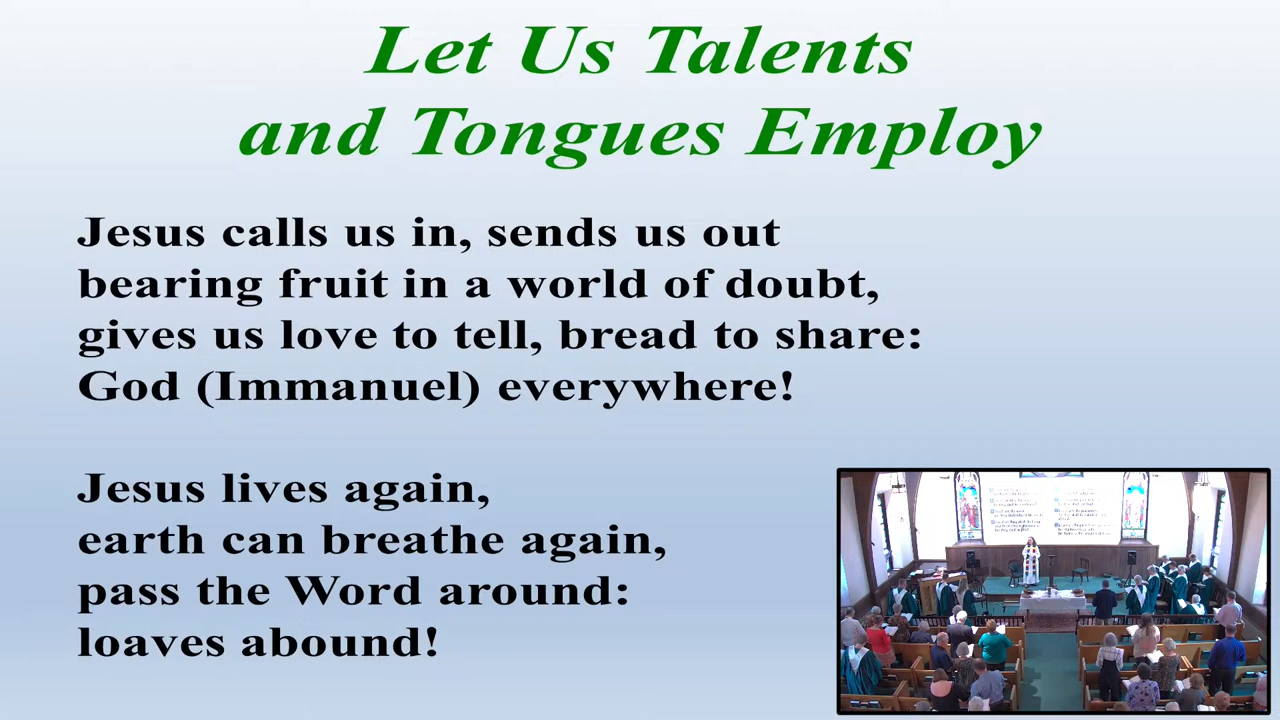 Let Us Talents
and Tongues Employ
Jesus calls us in, sends us out
bearing fruit in a world of doubt,
gives us love to tell, bread to share:
God (Immanuel) everywhere!
Jesus lives again,
earth can breathe again,
pass the Word around:
loaves abound!